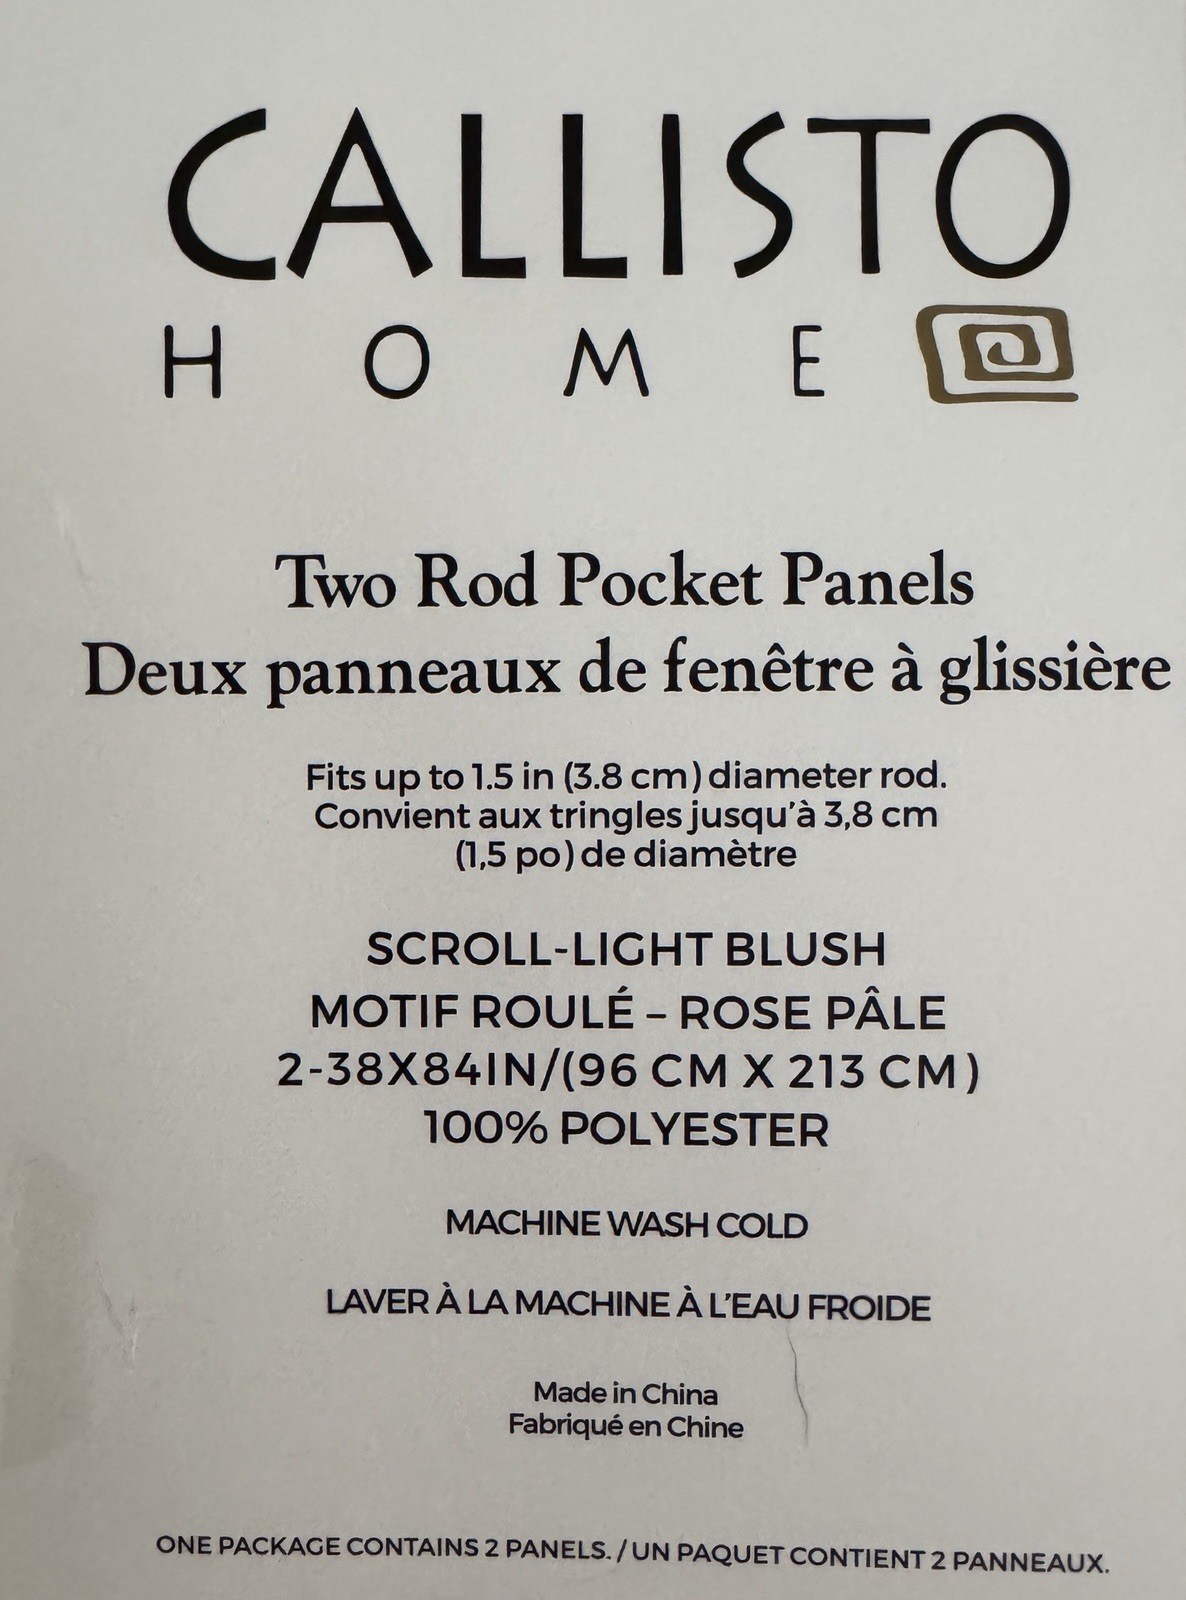 CALLISTO
HOME
Two Rod Pocket Panels
Deux panneaux de fenêtre à glissière
Fits up to 1.5 in (3.8 cm) diameter rod.
Convient aux tringles jusqu'à 3,8 cm
(1,5 po) de diamètre
SCROLL-LIGHT BLUSH
MOTIF ROULÉ – ROSE PÂLE
2-38X84IN/(96 CM X 213 CM)
100% POLYESTER
MACHINE WASH COLD
LAVER À LA MACHINE À L'EAU FROIDE
Made in China
Fabriqué en Chine
ONE PACKAGE CONTAINS 2 PANELS. / UN PAQUET CONTIENT 2 PANNEAUX.